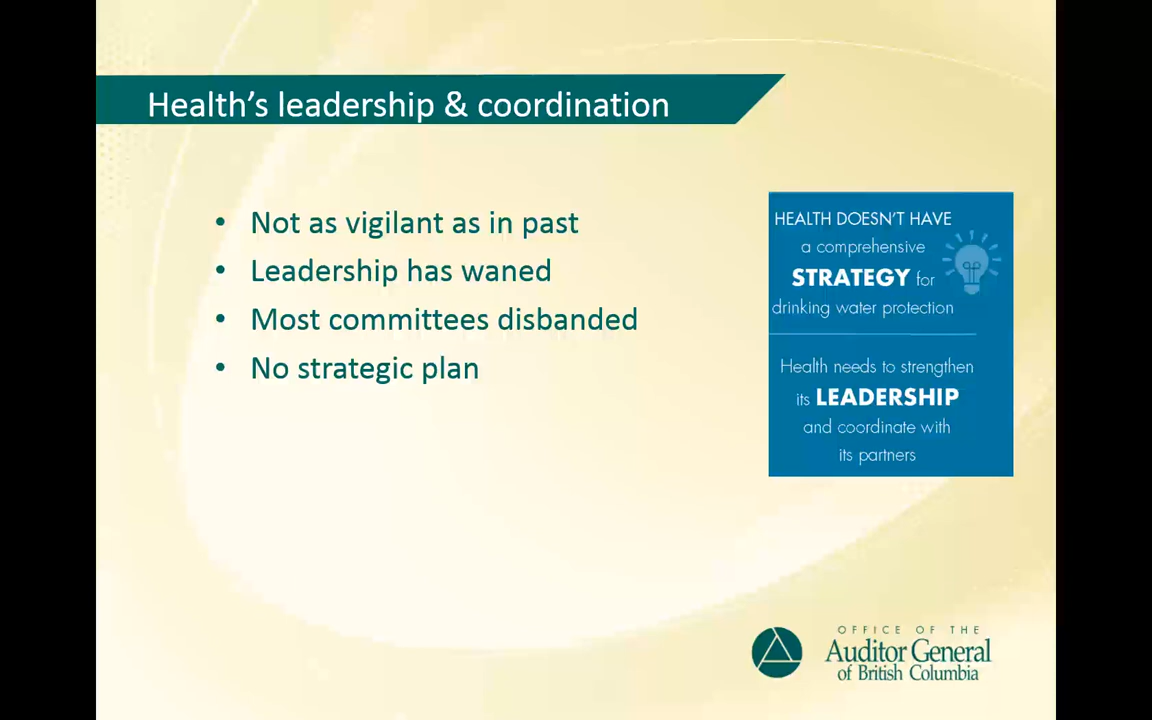 Health’s leadership & coordination
• Not as vigilant as in past
• Leadership has waned
• Most committees disbanded
• No strategic plan
HEALTH DOESN'T HAVE
a comprehensive
STRATEGY for
drinking water protection
Health needs to strengthen
its LEADERSHIP
and coordinate with
its partners
OFFICE OF THE
Auditor General
of British Columbia